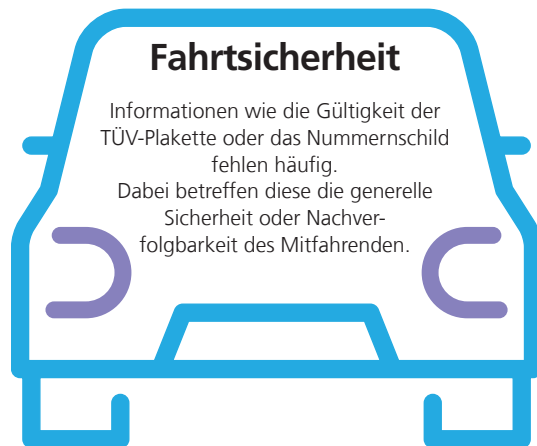 Fahrtsicherheit
Informationen wie die Gültigkeit der
TÜV-Plakette oder das Nummernschild
fehlen häufig.
Dabei betreffen diese die generelle
Sicherheit oder Nachver-
folgbarkeit des Mitfahrenden.